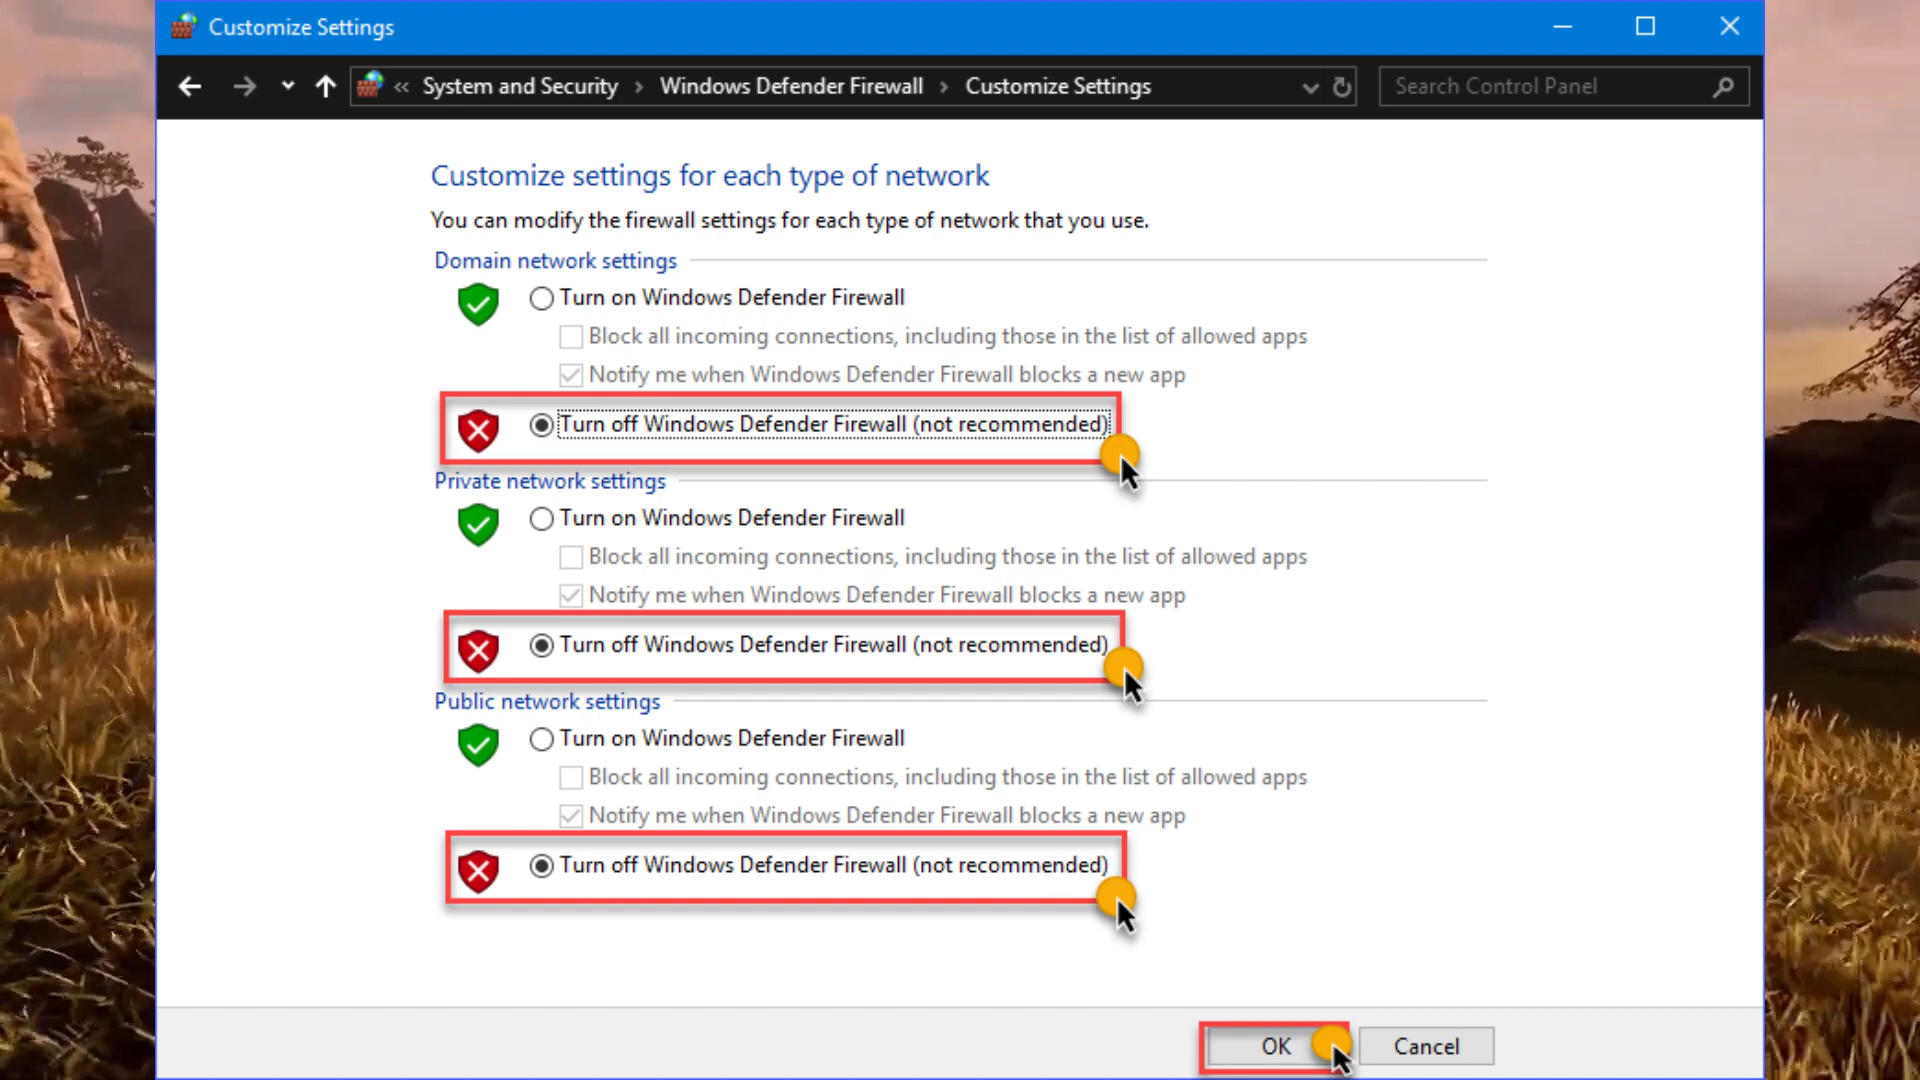 Customize Settings
« System and Security › Windows Defender Firewall › Customize Settings
Search Control Panel
Customize settings for each type of network
You can modify the firewall settings for each type of network that you use.
Domain network settings
Turn on Windows Defender Firewall
Block all incoming connections, including those in the list of allowed apps
Notify me when Windows Defender Firewall blocks a new app
Turn off Windows Defender Firewall (not recommended)
Private network settings
Turn on Windows Defender Firewall
Block all incoming connections, including those in the list of allowed apps
Notify me when Windows Defender Firewall blocks a new app
Turn off Windows Defender Firewall (not recommended)
Public network settings
Turn on Windows Defender Firewall
Block all incoming connections, including those in the list of allowed apps
Notify me when Windows Defender Firewall blocks a new app
Turn off Windows Defender Firewall (not recommended)
OK
Cancel